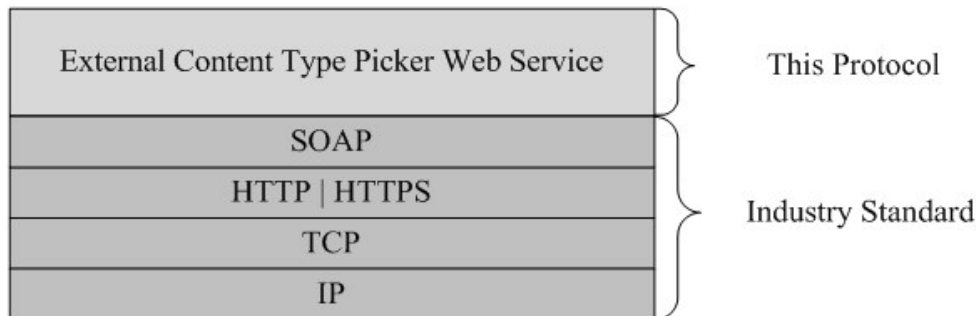 External Content Type Picker Web Service
This Protocol
SOAP
HTTP | HTTPS
TCP
IP
Industry Standard